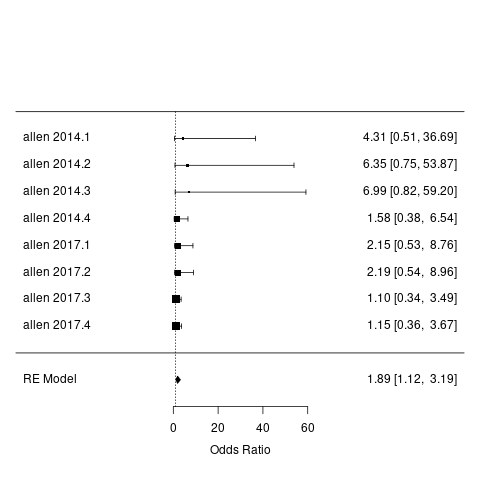 allen 2014.1 4.31 [0.51, 36.69]
allen 2014.2 6.35 [0.75, 53.87]
allen 2014.3 6.99 [0.82, 59.20]
allen 2014.4 1.58 [0.38, 6.54]
allen 2017.1 2.15 [0.53, 8.76]
allen 2017.2 2.19 [0.54, 8.96]
allen 2017.3 1.10 [0.34, 3.49]
allen 2017.4 1.15 [0.36, 3.67]
RE Model 1.89 [1.12, 3.19]
0 20 40 60
Odds Ratio